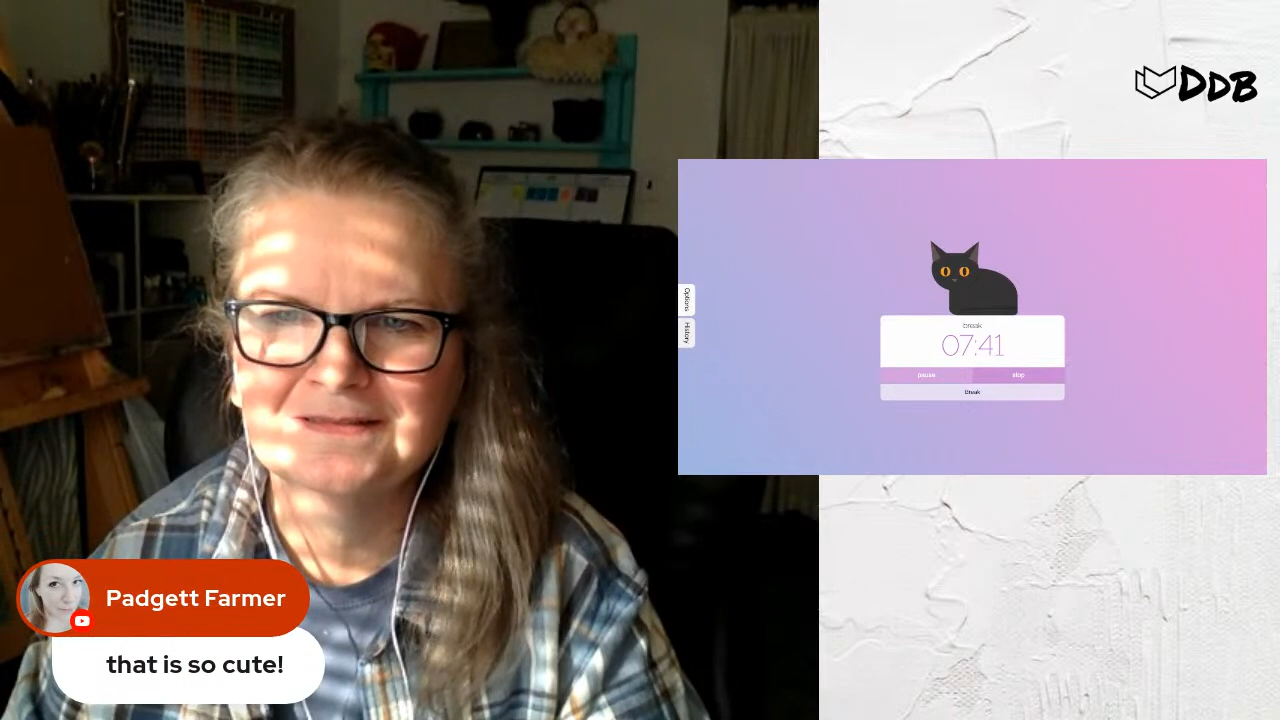 DDB
Options
History
break
07:41
pause
stop
Break
Padgett Farmer
that is so cute!